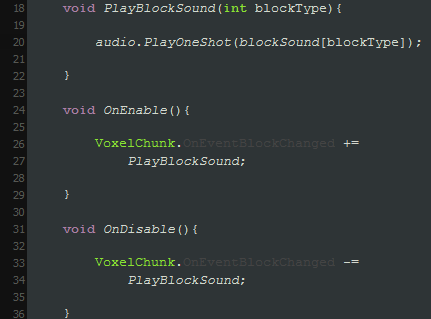 18 void PlayBlockSound(int blockType){
19
20 audio.PlayOneShot(blockSound[blockType]);
21
22 }
23
24 void OnEnable(){
25
26 VoxelChunk.OnEventBlockChanged +=
27 PlayBlockSound;
28
29 }
30
31 void OnDisable(){
32
33 VoxelChunk.OnEventBlockChanged -=
34 PlayBlockSound;
35
36 }